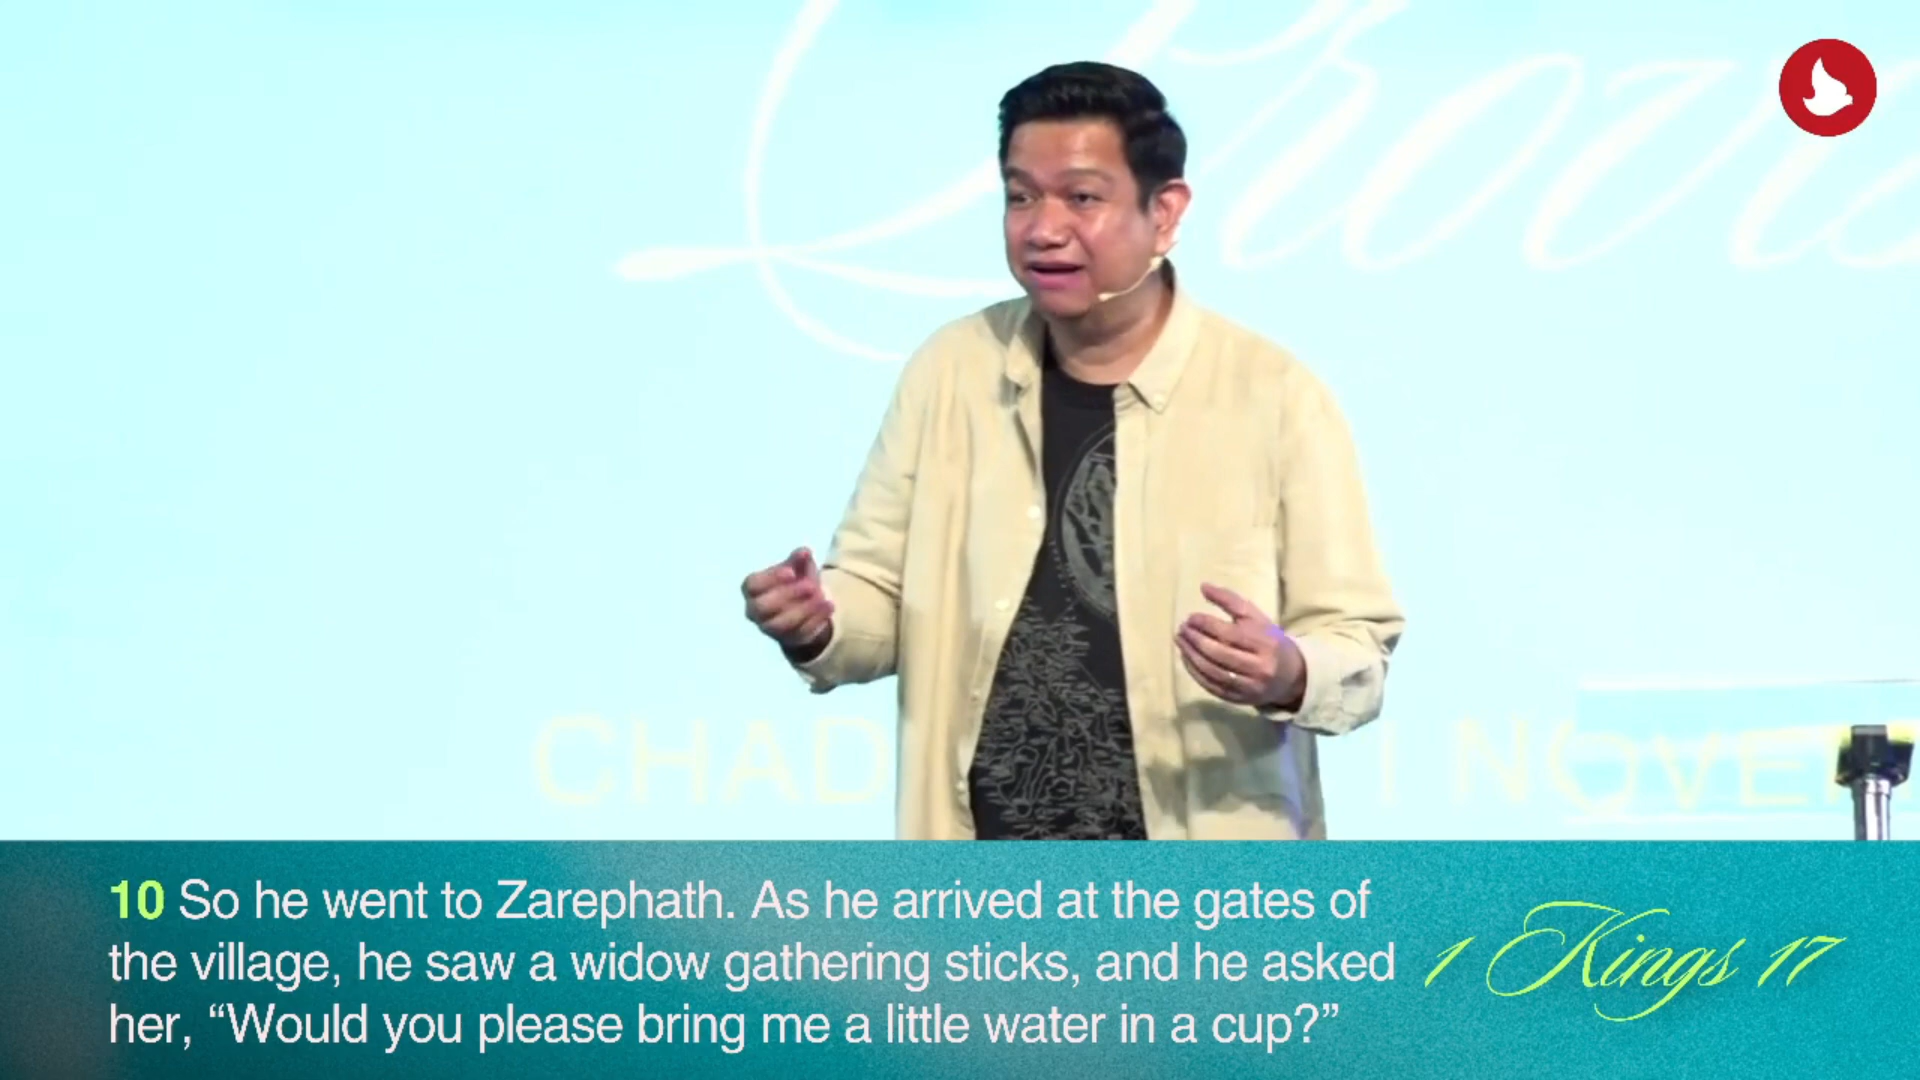 CHAD
10 So he went to Zarephath. As he arrived at the gates of
the village, he saw a widow gathering sticks, and he asked
her, “Would you please bring me a little water in a cup?”
1 Kings 17